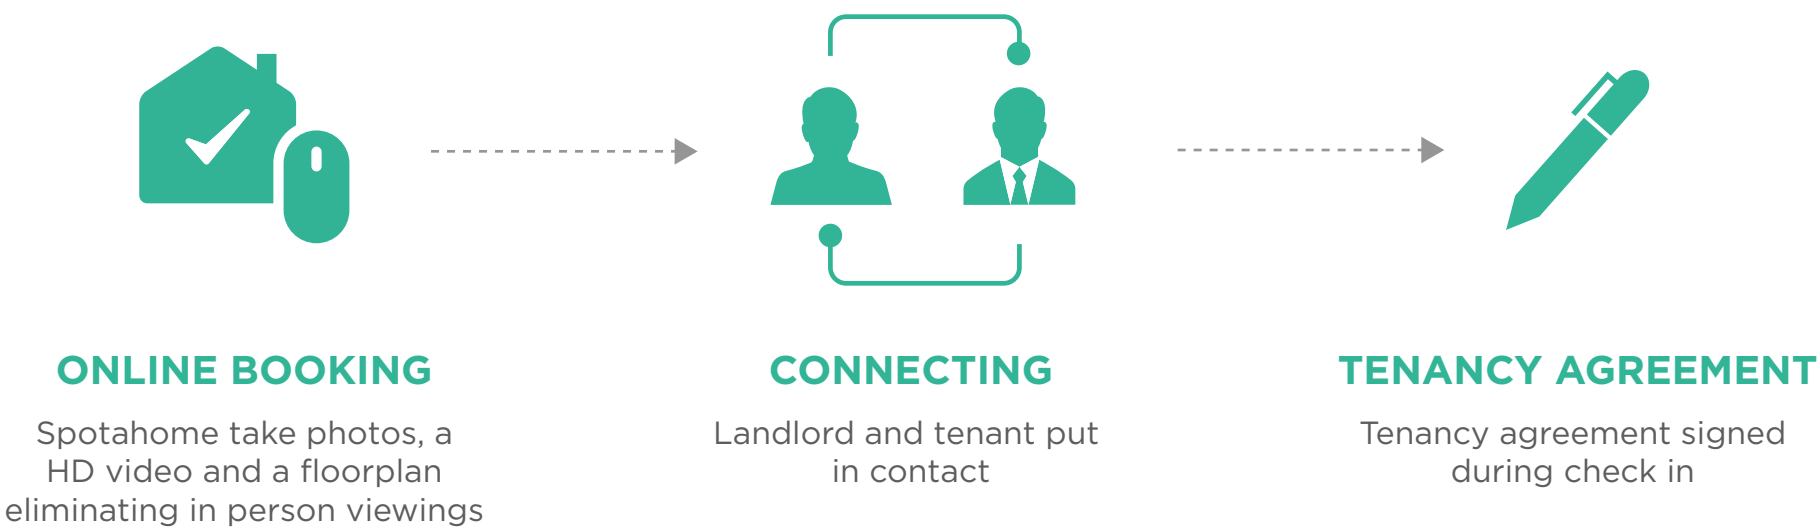 ONLINE BOOKING
Spotahome take photos, a
HD video and a floorplan
eliminating in person viewings
CONNECTING
Landlord and tenant put
in contact
TENANCY AGREEMENT
Tenancy agreement signed
during check in